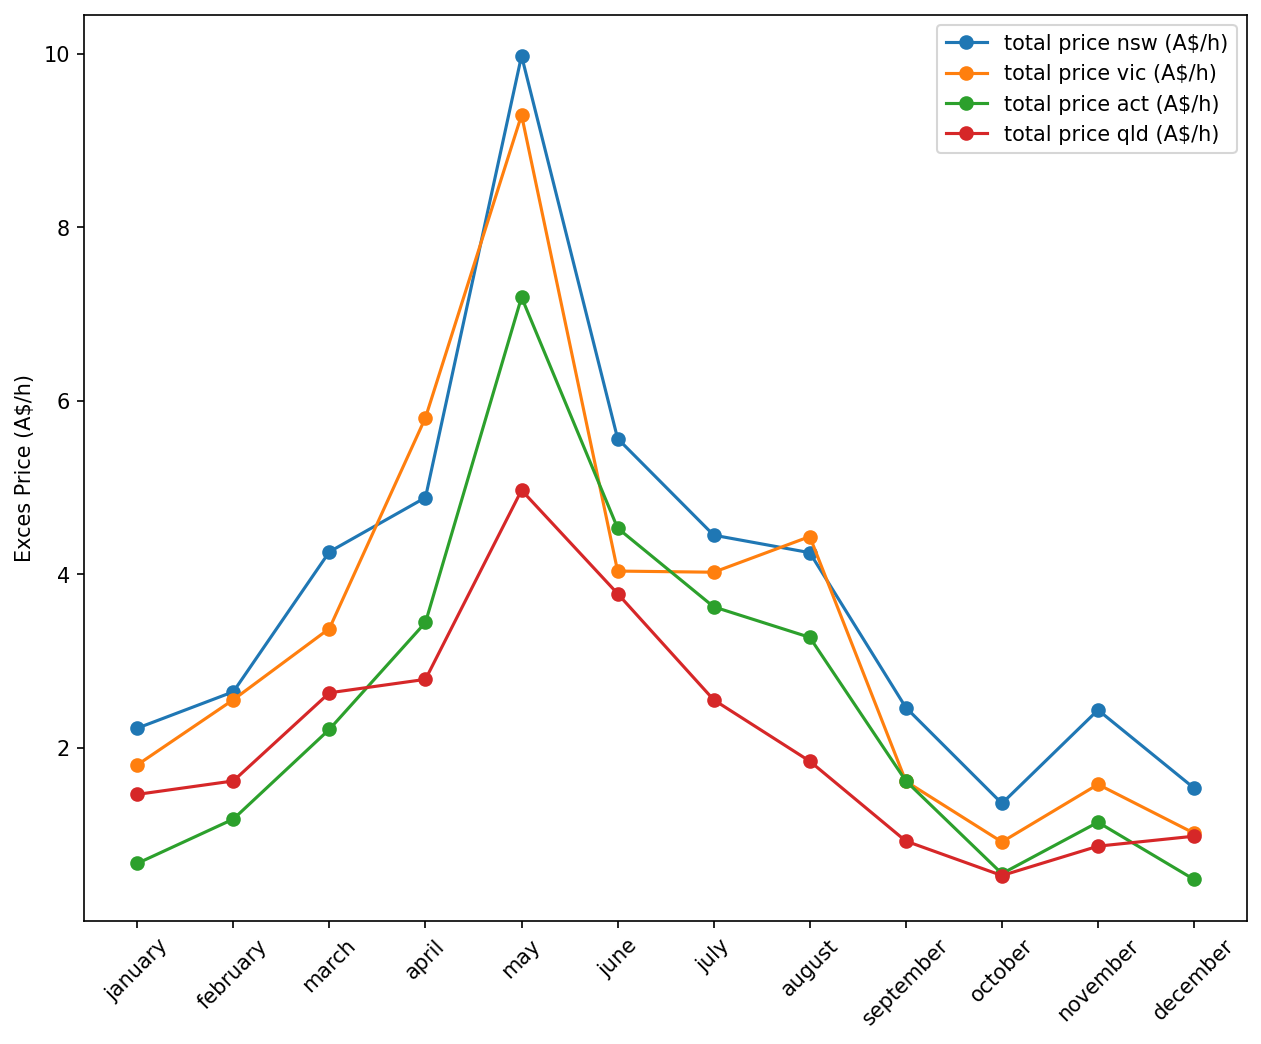 10
8
6
4
2
Exces Price (A$/h)
total price nsw (A$/h)
total price vic (A$/h)
total price act (A$/h)
total price qld (A$/h)
january
february
march
april
may
june
july
august
september
october
november
december